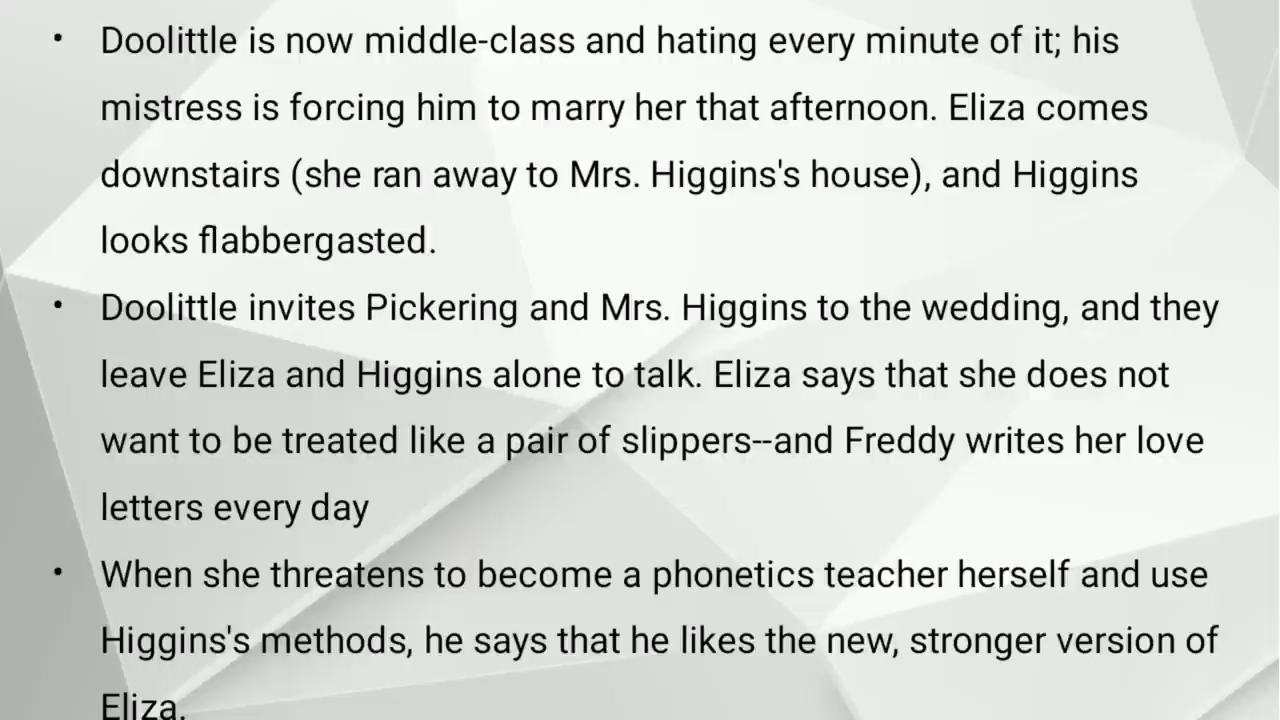 • Doolittle is now middle-class and hating every minute of it; his
mistress is forcing him to marry her that afternoon. Eliza comes
downstairs (she ran away to Mrs. Higgins's house), and Higgins
looks flabbergasted.
• Doolittle invites Pickering and Mrs. Higgins to the wedding, and they
leave Eliza and Higgins alone to talk. Eliza says that she does not
want to be treated like a pair of slippers--and Freddy writes her love
letters every day
• When she threatens to become a phonetics teacher herself and use
Higgins's methods, he says that he likes the new, stronger version of
Eliza.